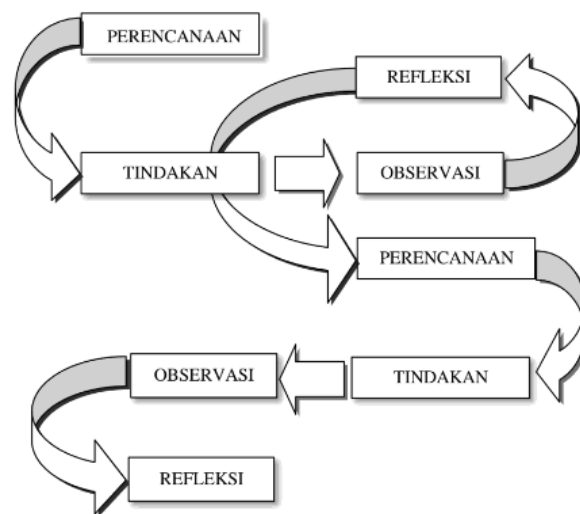 PERENCANAAN
REFLEKSI
TINDAKAN
OBSERVASI
PERENCANAAN
OBSERVASI
TINDAKAN
REFLEKSI